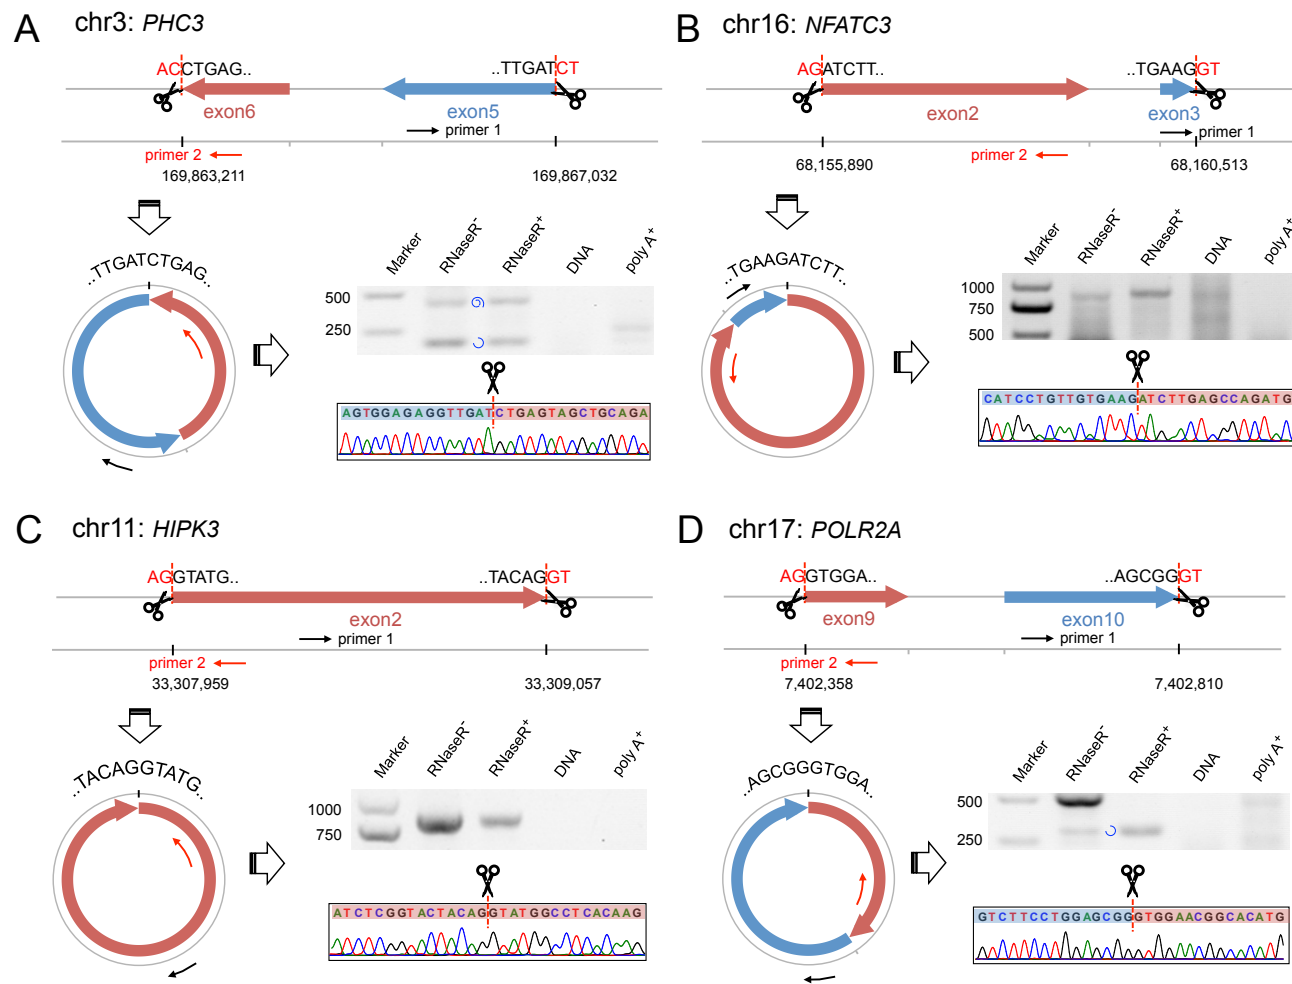 A chr3: PHC3
ACCTGAG.. ..TTGATCT
exon6 exon5
primer 1
primer 2
169,863,211 169,867,032
..TTGATCTGAG..
Marker RNaseR- RNaseR+ DNA poly A+
500
250
AGTGGAGAGGTTGATCTGAGTAGCTGCAGA
B chr16: NFATC3
AGATCTT.. ..TGAAGGT
exon2 exon3
primer 1
primer 2
68,155,890 68,160,513
..TGAAGATCTT..
Marker RNaseR- RNaseR+ DNA poly A+
1000
750
500
CATCCTGTTGTGAAGATCTTGAGCCAGATG
C chr11: HIPK3
AGGTATG.. ..TACAGGT
exon2
primer 1
primer 2
33,307,959 33,309,057
..TACAGGTATG..
Marker RNaseR- RNaseR+ DNA poly A+
1000
750
ATCTCGGTACTACAGGTATGGCCTCACAAG
D chr17: POLR2A
AGGTGGA.. ..AGCGGGT
exon9 exon10
primer 1
primer 2
7,402,358 7,402,810
..AGCGGGTGGA..
Marker RNaseR- RNaseR+ DNA poly A+
500
250
GTCTTCCTGGAGCGGGTGGAACGGCACATG